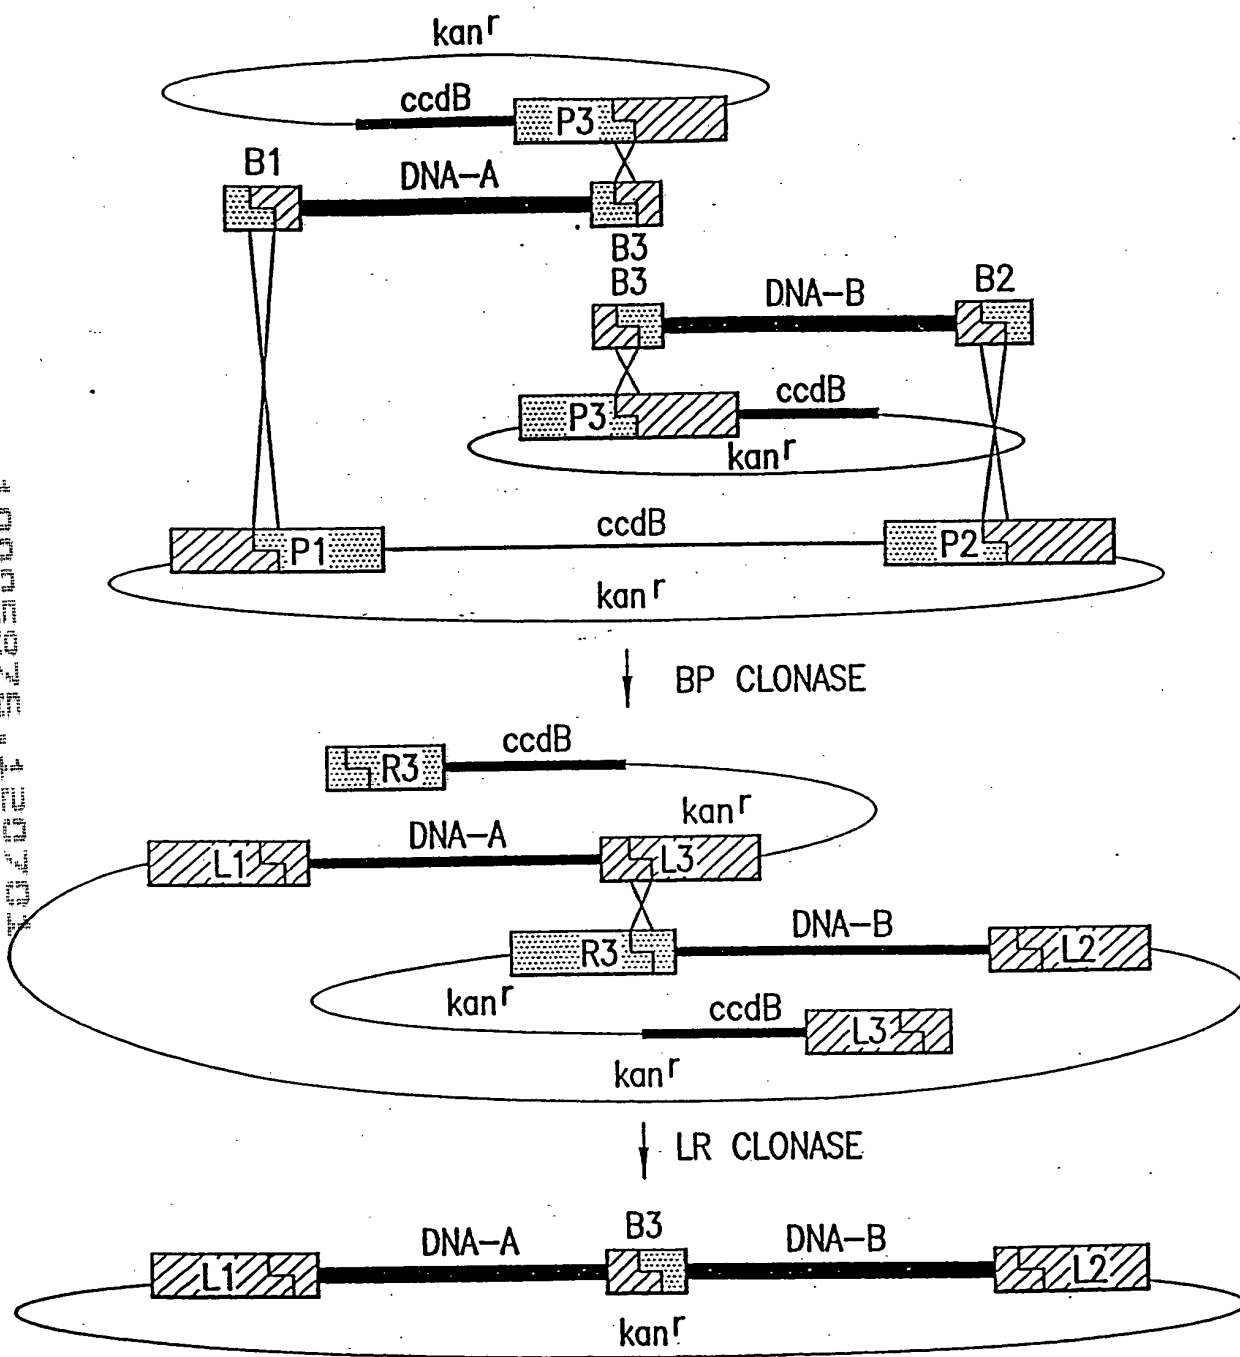 kanr
ccdB
P3
B1
DNA-A
B3
B3
DNA-B
B2
P3
ccdB
kanr
P1
ccdB
P2
kanr
BP CLONASE
R3
ccdB
kanr
L1
DNA-A
L3
R3
DNA-B
L2
kanr
ccdB
L3
kanr
LR CLONASE
L1
DNA-A
B3
DNA-B
L2
kanr